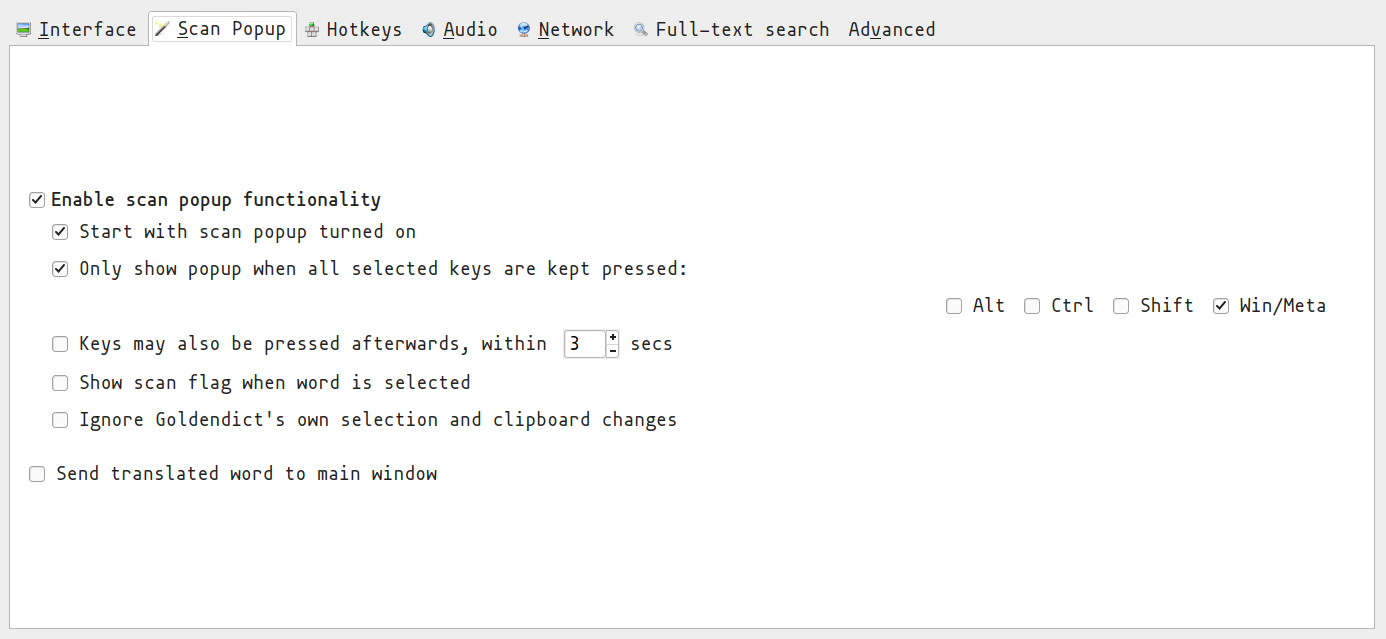 Interface Scan Popup Hotkeys Audio Network Full-text search Advanced
Enable scan popup functionality
Start with scan popup turned on
Only show popup when all selected keys are kept pressed:
Alt Ctrl Shift Win/Meta
Keys may also be pressed afterwards, within 3 secs
Show scan flag when word is selected
Ignore Goldendict's own selection and clipboard changes
Send translated word to main window